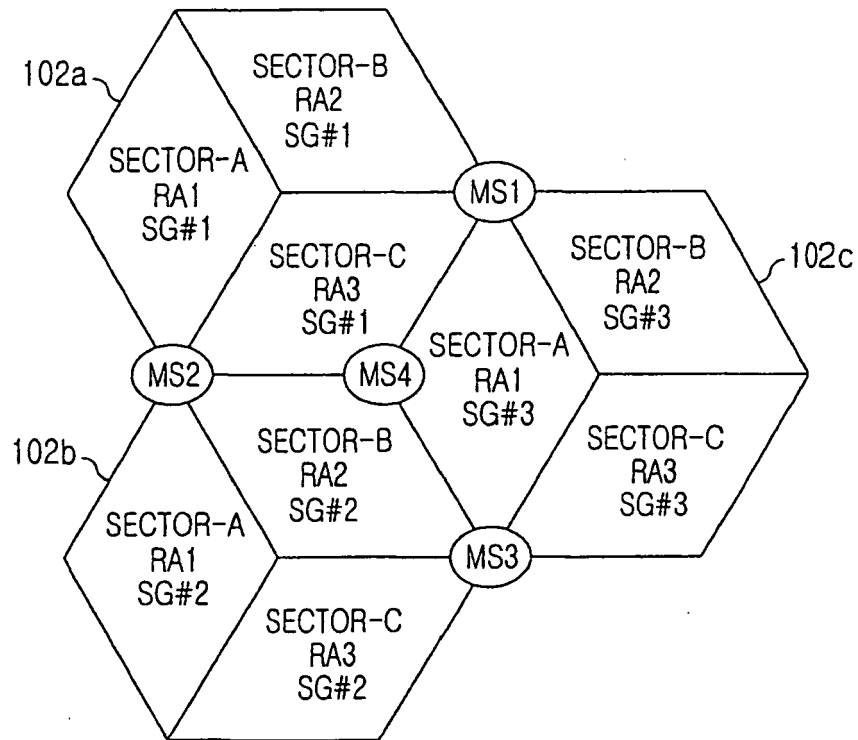 102a
SECTOR-B
RA2
SG#1
SECTOR-A
RA1
SG#1
MS1
SECTOR-C
RA3
SG#1
SECTOR-B
RA2
SG#3
102c
MS2
MS4
SECTOR-A
RA1
SG#3
102b
SECTOR-B
RA2
SG#2
SECTOR-C
RA3
SG#3
SECTOR-A
RA1
SG#2
MS3
SECTOR-C
RA3
SG#2